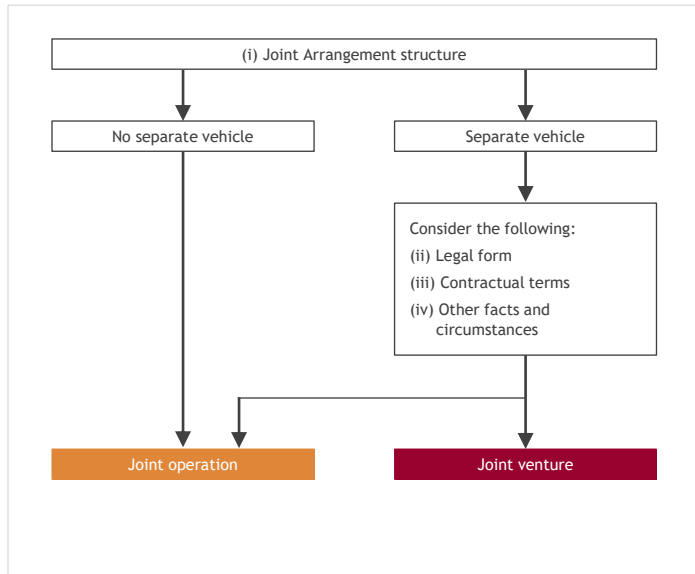 (i) Joint Arrangement structure
No separate vehicle
Separate vehicle
Consider the following:
(ii) Legal form
(iii) Contractual terms
(iv) Other facts and
circumstances
Joint operation
Joint venture